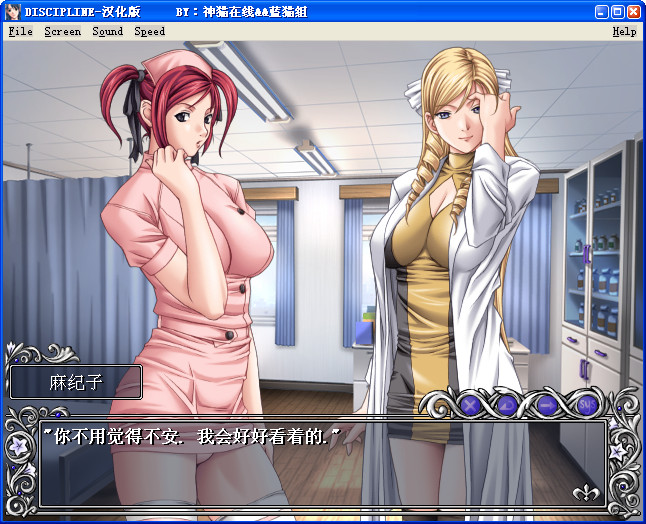 DISCIPLINE-汉化版 BY:神猫在线&&蓝猫组
File Screen Sound Speed Help
麻纪子
SYS
"你不用觉得不安. 我会好好看着的."